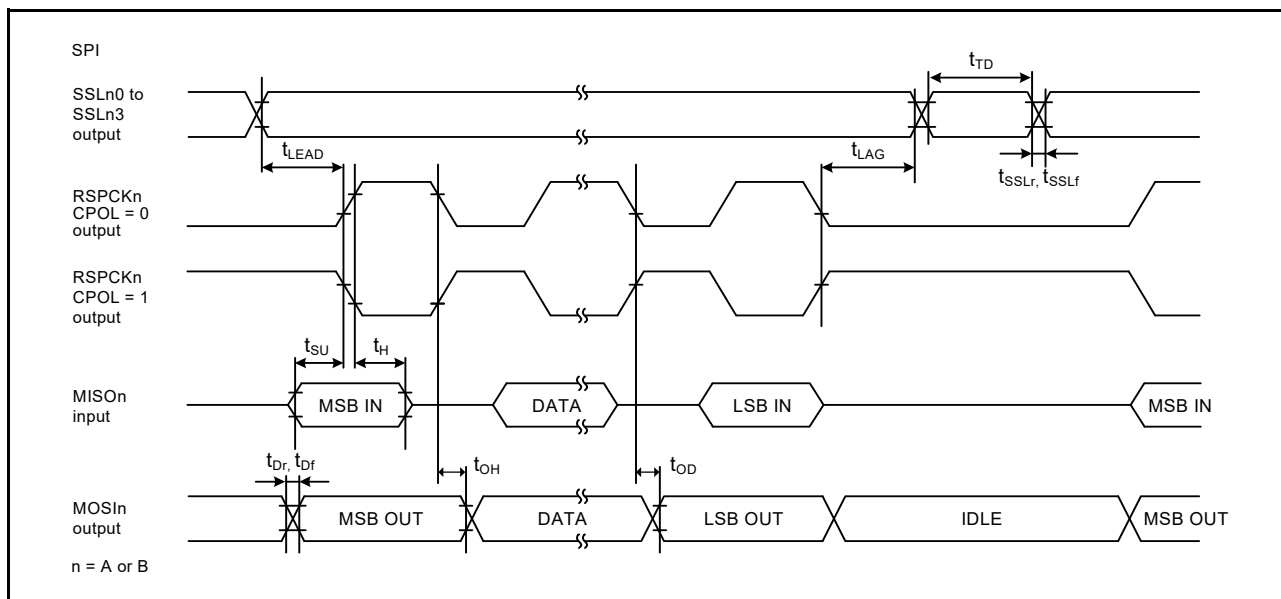 SPI
SSLn0 to
SSLn3
output
tTD
tLEAD
tLAG
tSSLr, tSSLf
RSPCKn
CPOL = 0
output
RSPCKn
CPOL = 1
output
tSU
tH
MISOn
input
MSB IN
DATA
LSB IN
MSB IN
tDr, tDf
tOH
tOD
MOSIn
output
MSB OUT
DATA
LSB OUT
IDLE
MSB OUT
n = A or B